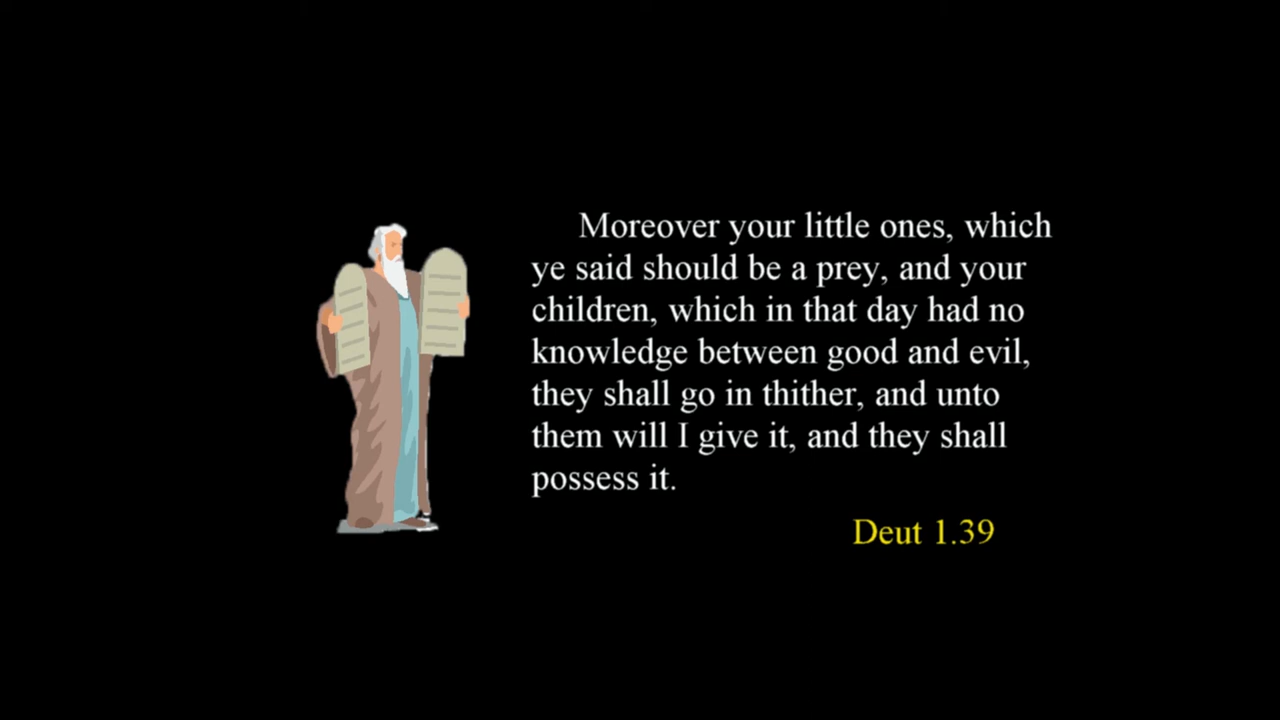 Moreover your little ones, which
ye said should be a prey, and your
children, which in that day had no
knowledge between good and evil,
they shall go in thither, and unto
them will I give it, and they shall
possess it.
Deut 1.39